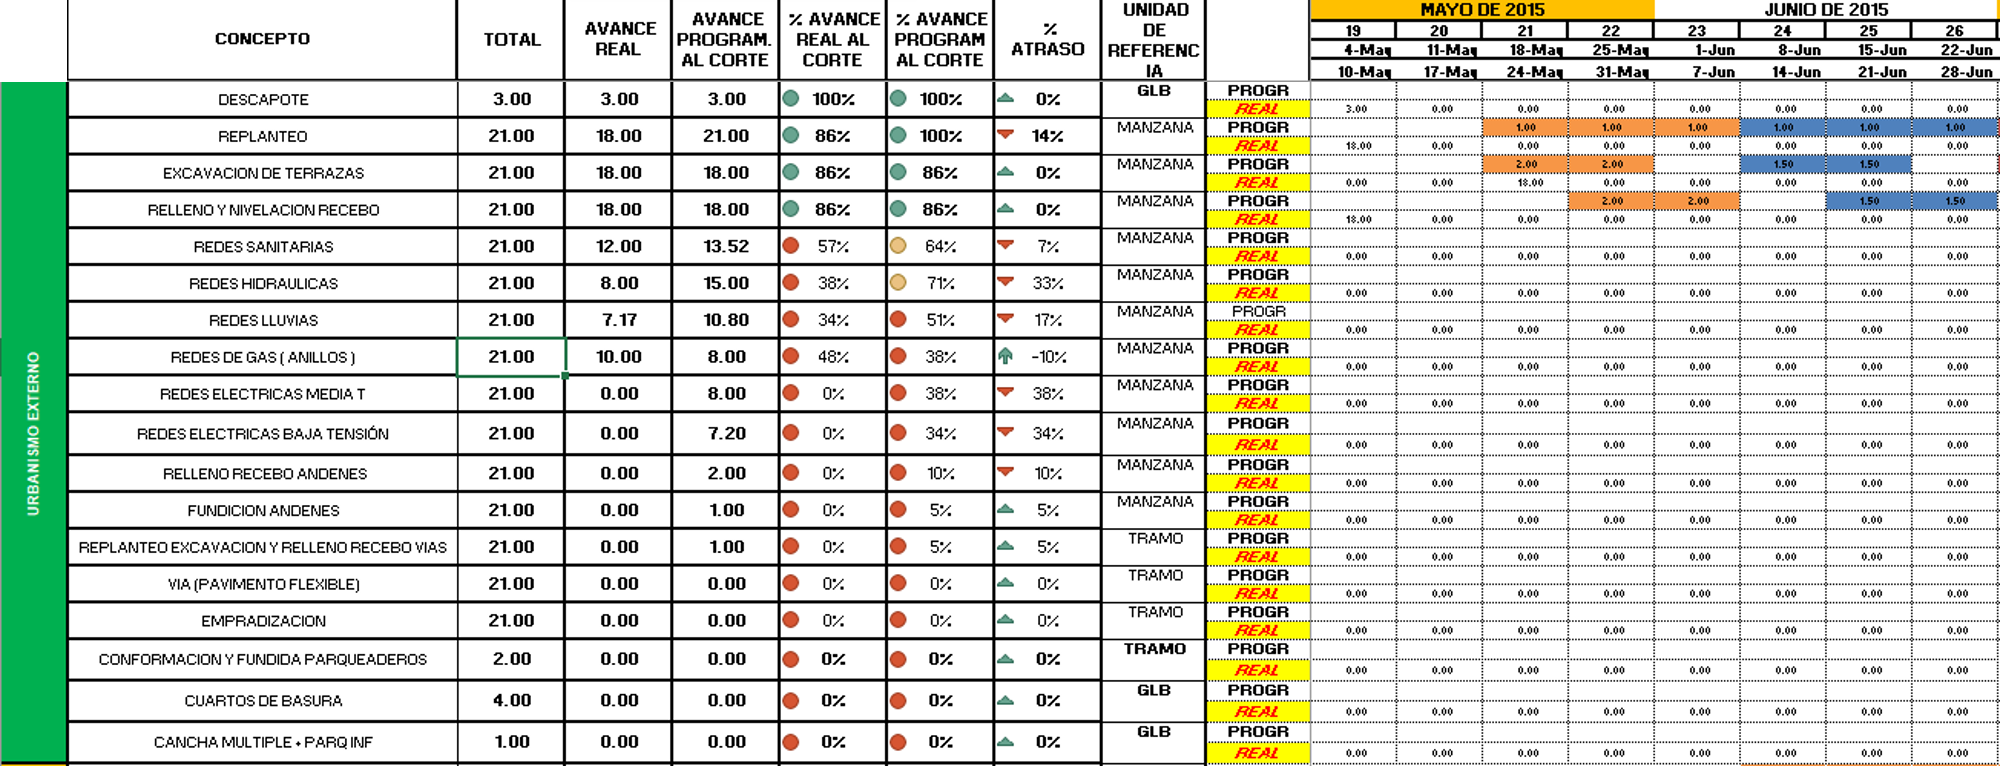 CONCEPTO TOTAL AVANCE REAL AVANCE PROGRAM. AL CORTE % AVANCE REAL AL CORTE % AVANCE PROGRAM AL CORTE % ATRASO UNIDAD DE REFERENC IA
MAYO DE 2015 JUNIO DE 2015
19 20 21 22 23 24 25 26
4-May 11-May 18-May 25-May 1-Jun 8-Jun 15-Jun 22-Jun
10-May 17-May 24-May 31-May 7-Jun 14-Jun 21-Jun 28-Jun
URBANISMO EXTERNO
DESCAPOTE 3.00 3.00 3.00 100% 100% 0% GLB PROGR
REAL 3.00 0.00 0.00 0.00 0.00 0.00 0.00 0.00
REPLANTEO 21.00 18.00 21.00 86% 100% 14% MANZANA PROGR 1.00 1.00 1.00 1.00 1.00 1.00
REAL 18.00 0.00 0.00 0.00 0.00 0.00 0.00 0.00
EXCAVACION DE TERRAZAS 21.00 18.00 18.00 86% 86% 0% MANZANA PROGR 2.00 2.00 1.50 1.50
REAL 0.00 0.00 18.00 0.00 0.00 0.00 0.00 0.00
RELLENO Y NIVELACION RECEBO 21.00 18.00 18.00 86% 86% 0% MANZANA PROGR 2.00 2.00 1.50 1.50
REAL 18.00 0.00 0.00 0.00 0.00 0.00 0.00 0.00
REDES SANITARIAS 21.00 12.00 13.52 57% 64% 7% MANZANA PROGR
REAL 0.00 0.00 0.00 0.00 0.00 0.00 0.00 0.00
REDES HIDRAULICAS 21.00 8.00 15.00 38% 71% 33% MANZANA PROGR
REAL 0.00 0.00 0.00 0.00 0.00 0.00 0.00 0.00
REDES LLUVIAS 21.00 7.17 10.80 34% 51% 17% MANZANA PROGR
REAL 0.00 0.00 0.00 0.00 0.00 0.00 0.00 0.00
REDES DE GAS ( ANILLOS ) 21.00 10.00 8.00 48% 38% -10% MANZANA PROGR
REAL 0.00 0.00 0.00 0.00 0.00 0.00 0.00 0.00
REDES ELECTRICAS MEDIA T 21.00 0.00 8.00 0% 38% 38% MANZANA PROGR
REAL 0.00 0.00 0.00 0.00 0.00 0.00 0.00 0.00
REDES ELECTRICAS BAJA TENSIÓN 21.00 0.00 7.20 0% 34% 34% MANZANA PROGR
REAL 0.00 0.00 0.00 0.00 0.00 0.00 0.00 0.00
RELLENO RECEBO ANDENES 21.00 0.00 2.00 0% 10% 10% MANZANA PROGR
REAL 0.00 0.00 0.00 0.00 0.00 0.00 0.00 0.00
FUNDICION ANDENES 21.00 0.00 1.00 0% 5% 5% MANZANA PROGR
REAL 0.00 0.00 0.00 0.00 0.00 0.00 0.00 0.00
REPLANTEO EXCAVACION Y RELLENO RECEBO VIAS 21.00 0.00 1.00 0% 5% 5% TRAMO PROGR
REAL 0.00 0.00 0.00 0.00 0.00 0.00 0.00 0.00
VIA (PAVIMENTO FLEXIBLE) 21.00 0.00 0.00 0% 0% 0% TRAMO PROGR
REAL 0.00 0.00 0.00 0.00 0.00 0.00 0.00 0.00
EMPRADIZACION 21.00 0.00 0.00 0% 0% 0% TRAMO PROGR
REAL 0.00 0.00 0.00 0.00 0.00 0.00 0.00 0.00
CONFORMACION Y FUNDIDA PARQUEADEROS 2.00 0.00 0.00 0% 0% 0% TRAMO PROGR
REAL 0.00 0.00 0.00 0.00 0.00 0.00 0.00 0.00
CUARTOS DE BASURA 4.00 0.00 0.00 0% 0% 0% GLB PROGR
REAL 0.00 0.00 0.00 0.00 0.00 0.00 0.00 0.00
CANCHA MULTIPLE + PARQ INF 1.00 0.00 0.00 0% 0% 0% GLB PROGR
REAL 0.00 0.00 0.00 0.00 0.00 0.00 0.00 0.00